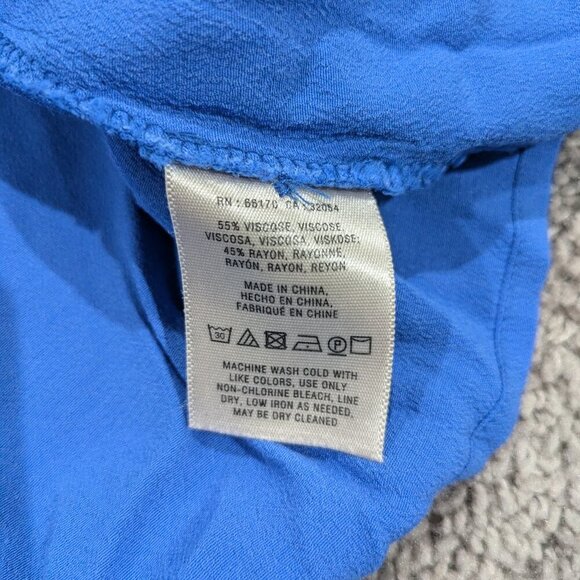 RN : 66170 CA : 32054
55% VISCOSE, VISCOSE,
VISCOSA, VISCOSA, VISKOSE;
45% RAYON, RAYONNE,
RAYÓN, RAYON, REYON
MADE IN CHINA,
HECHO EN CHINA,
FABRIQUÉ EN CHINE
30 P
MACHINE WASH COLD WITH
LIKE COLORS, USE ONLY
NON-CHLORINE BLEACH, LINE
DRY, LOW IRON AS NEEDED,
MAY BE DRY CLEANED